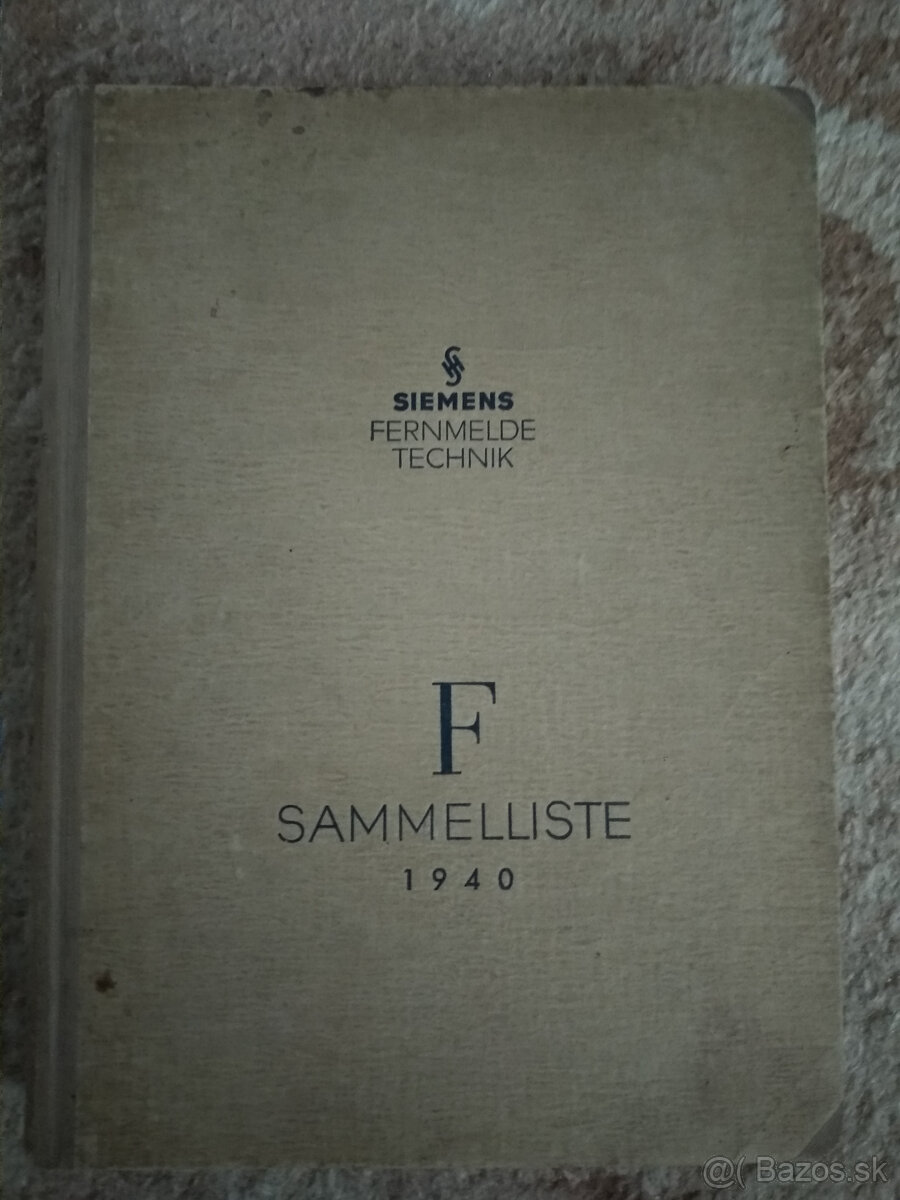 SIEMENS
FERNMELDE
TECHNIK
F
SAMMELLISTE
1940
@( Bazos.sk